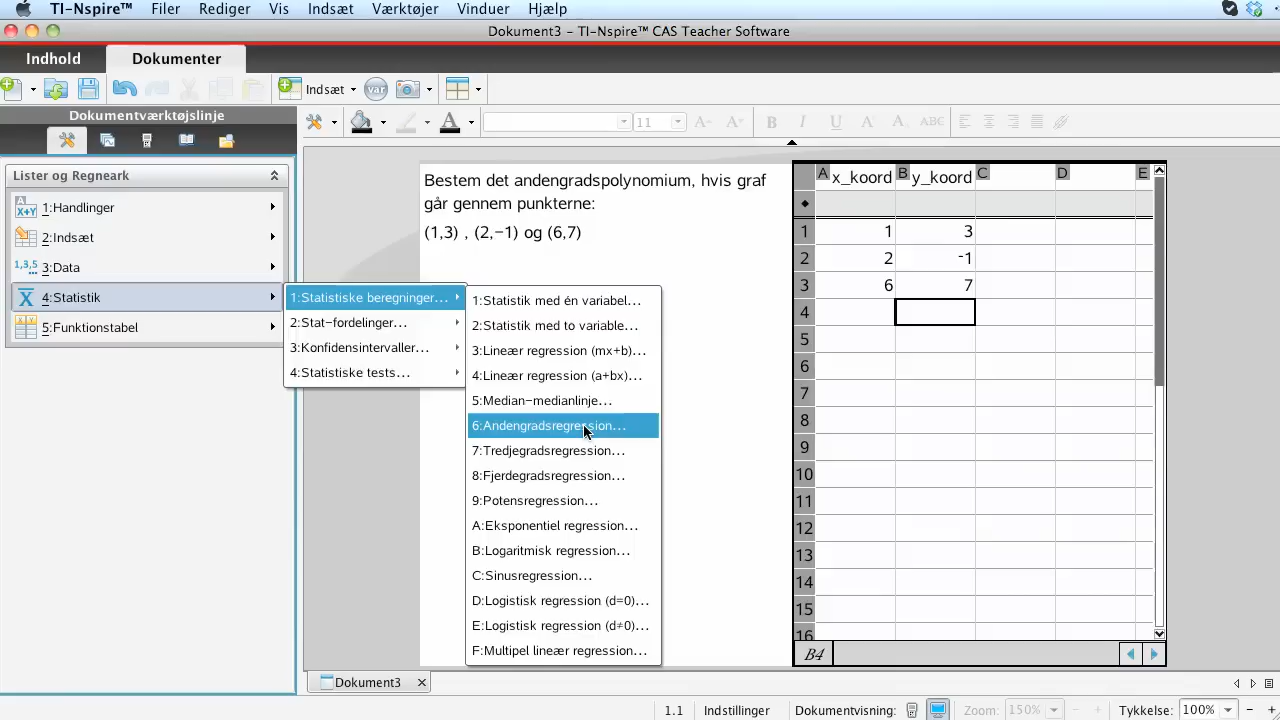 TI-Nspire™ Filer Rediger Vis Indsæt Værktøjer Vinduer Hjælp
Dokument3 – TI-Nspire™ CAS Teacher Software
Indhold Dokumenter
Indsæt var
Dokumentværktøjslinje
11 A− A+ B I U A A ABC
Lister og Regneark
1:Handlinger
2:Indsæt
3:Data
4:Statistik
5:Funktionstabel
1:Statistiske beregninger...
2:Stat-fordelinger...
3:Konfidensintervaller...
4:Statistiske tests...
1:Statistik med én variabel...
2:Statistik med to variable...
3:Lineær regression (mx+b)...
4:Lineær regression (a+bx)...
5:Median-medianlinje...
6:Andengradsregression...
7:Tredjegradsregression...
8:Fjerdegradsregression...
9:Potensregression...
A:Eksponentiel regression...
B:Logaritmisk regression...
C:Sinusregression...
D:Logistisk regression (d=0)...
E:Logistisk regression (d≠0)...
F:Multipel lineær regression...
Bestem det andengradspolynomium, hvis graf
går gennem punkterne:
(1,3) , (2,−1) og (6,7)
A x_koord B y_koord C D E
1 1 3
2 2 -1
3 6 7
4
5
6
7
8
9
10
11
12
13
14
15
16
B4
Dokument3
1.1 Indstillinger Dokumentvisning: Zoom: 150% − + Tykkelse: 100% − +